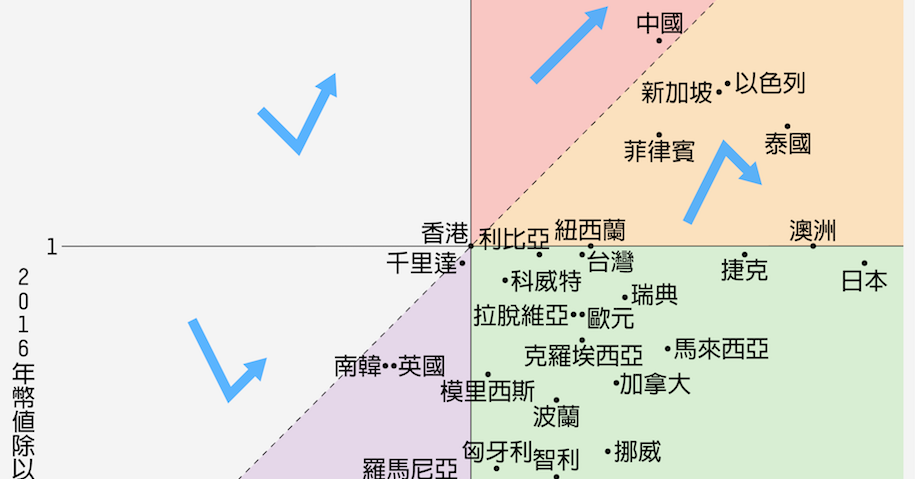 中國
以色列
新加坡
泰國
菲律賓
香港
利比亞
紐西蘭
澳洲
1
千里達
台灣
捷克
科威特
日本
瑞典
拉脫維亞
歐元
克羅埃西亞
馬來西亞
南韓
英國
模里西斯
加拿大
波蘭
匈牙利
智利
挪威
羅馬尼亞
2016年幣值除以